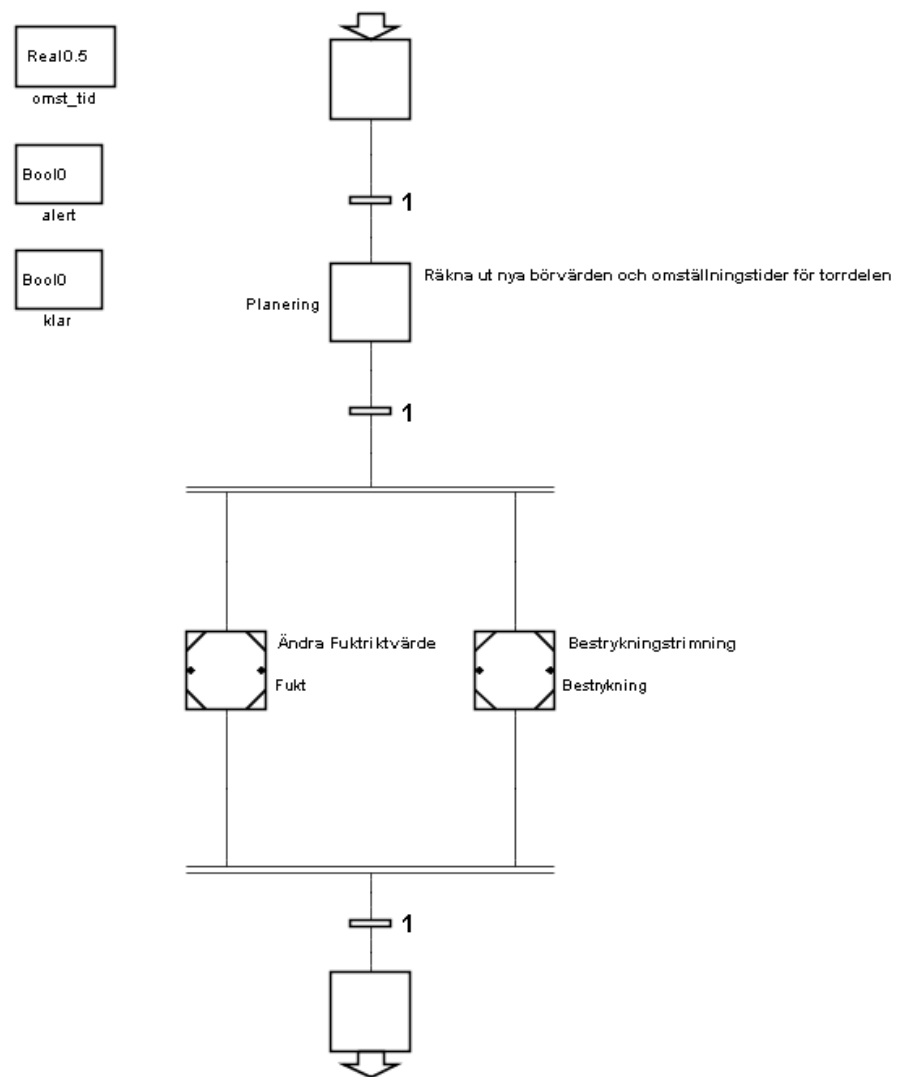 Real0.5
omst_tid
Bool0
alert
Bool0
klar
1
Räkna ut nya börvärden och omställningstider för torrdelen
Planering
1
Ändra Fuktriktvärde
Fukt
Bestrykningstrimning
Bestrykning
1